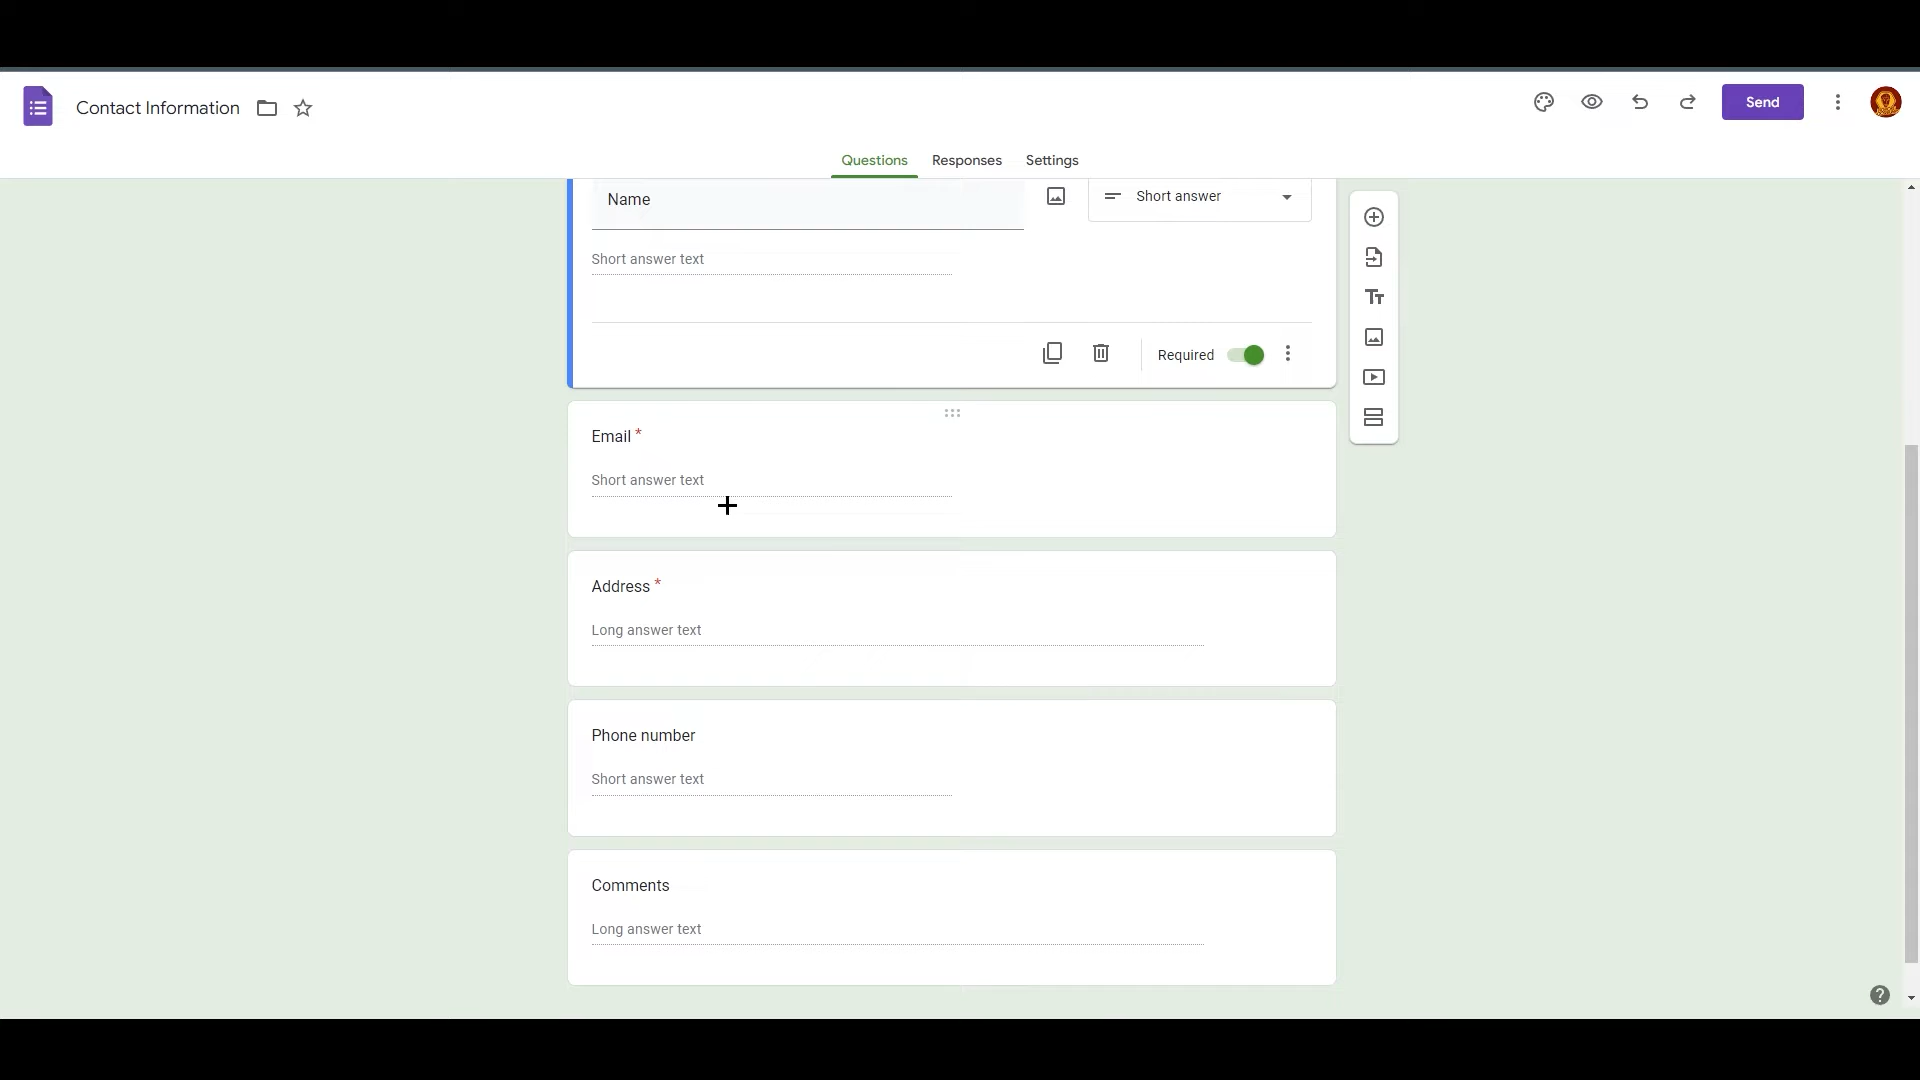 Contact Information
Send
Questions Responses Settings
Name
Short answer
Short answer text
Required
Email *
Short answer text
Address *
Long answer text
Phone number
Short answer text
Comments
Long answer text